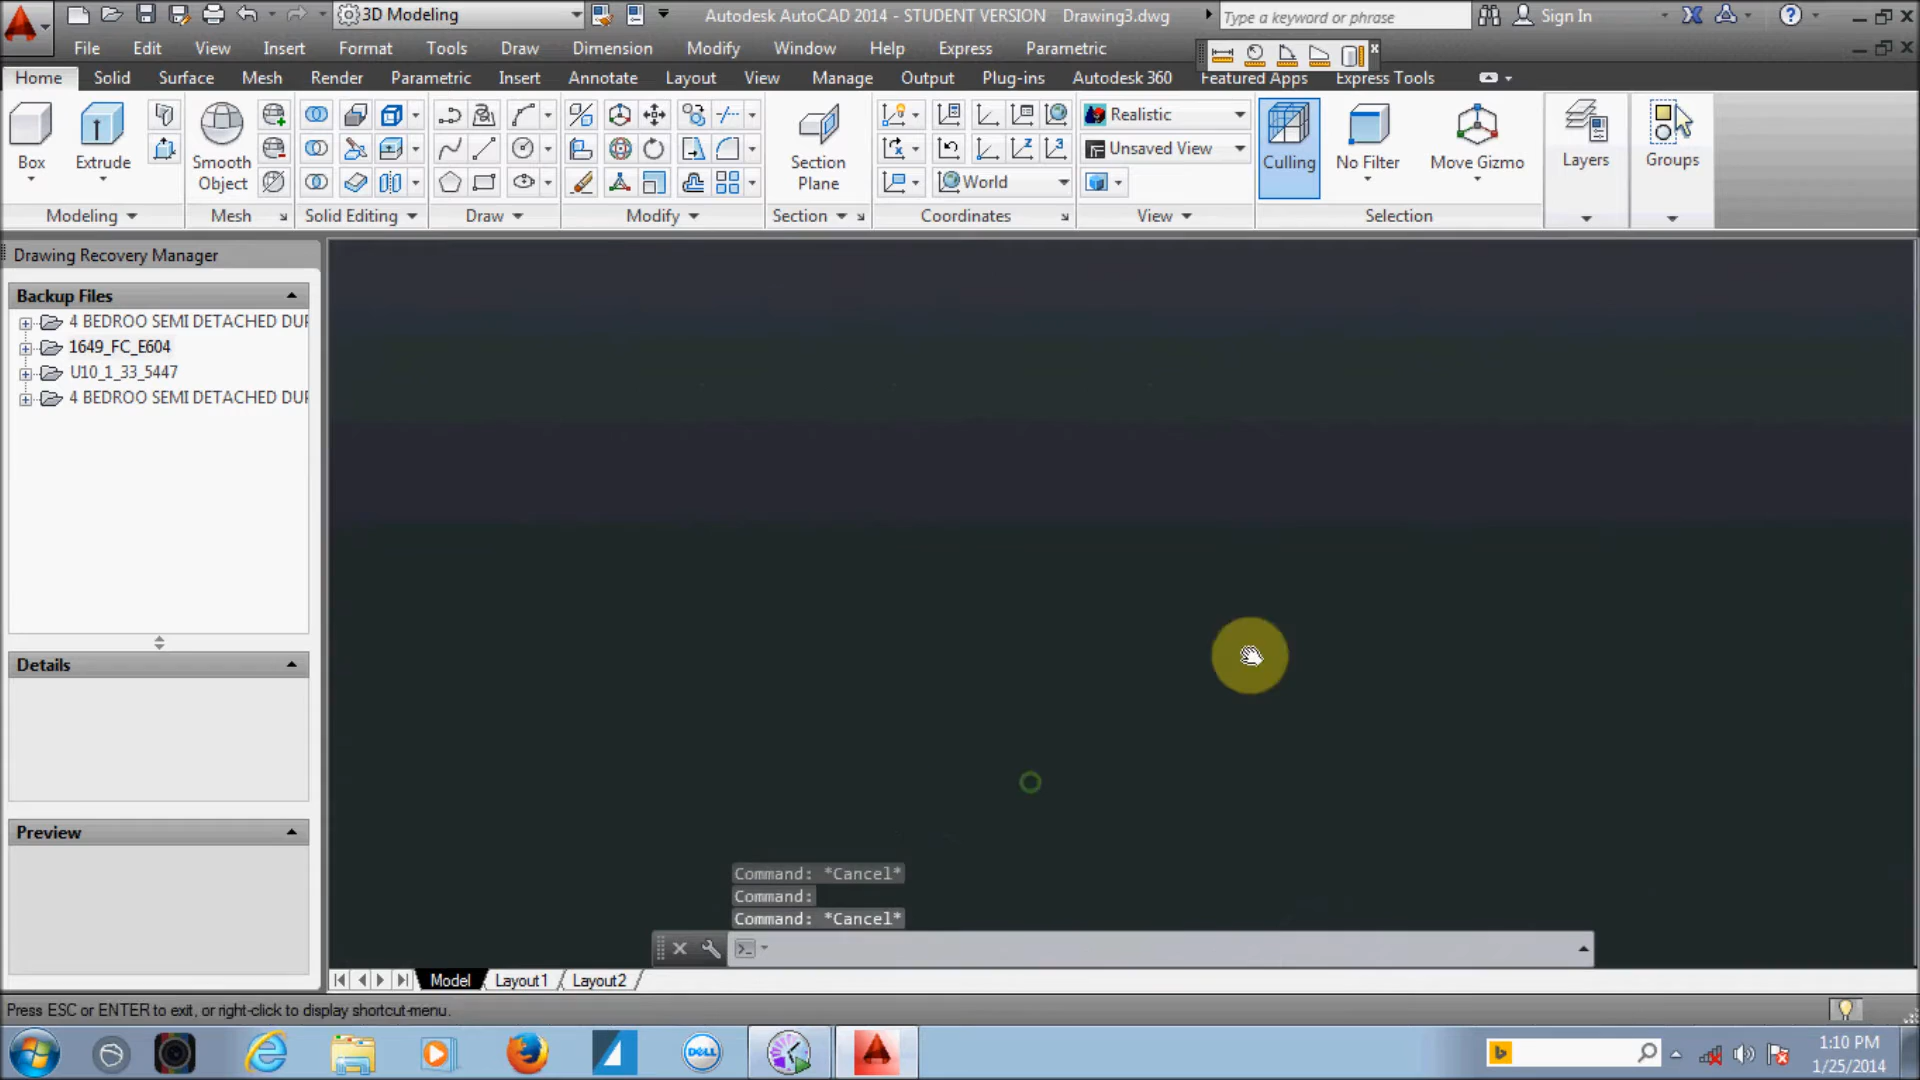 3D Modeling
Autodesk AutoCAD 2014 - STUDENT VERSION Drawing3.dwg
Type a keyword or phrase
Sign In
File Edit View Insert Format Tools Draw Dimension Modify Window Help Express Parametric
Home Solid Surface Mesh Render Parametric Insert Annotate Layout View Manage Output Plug-ins Autodesk 360 Featured Apps Express Tools
Box
Extrude
Smooth
Object
Section
Plane
World
Realistic
Unsaved View
Culling
No Filter
Move Gizmo
Layers
Groups
Modeling
Mesh
Solid Editing
Draw
Modify
Section
Coordinates
View
Selection
Drawing Recovery Manager
Backup Files
4 BEDROO SEMI DETACHED DUP
1649_FC_E604
U10_1_33_5447
4 BEDROO SEMI DETACHED DUP
Details
Preview
Command: *Cancel*
Command:
Command: *Cancel*
Model Layout1 Layout2
Press ESC or ENTER to exit, or right-click to display shortcut-menu.
DELL
1:10 PM
1/25/2014